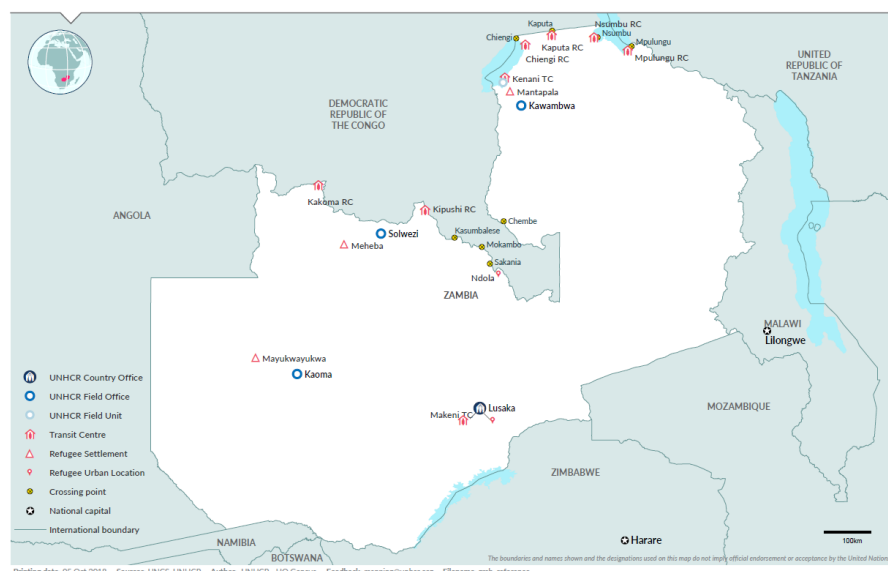 Kaputa
Nsumbu RC
Chiengi
Nsumbu
Mpulungu
Kaputa RC
Mpulungu RC
Chiengi RC
UNITED
REPUBLIC OF
TANZANIA
Kenani TC
Mantapala
Kawambwa
DEMOCRATIC
REPUBLIC OF
THE CONGO
Kakoma RC
Kipushi RC
ANGOLA
Chembe
Solwezi
Kasumbalese
Meheba
Mokambo
Sakania
Ndola
ZAMBIA
MALAWI
Lilongwe
Mayukwayukwa
Kaoma
UNHCR Country Office
UNHCR Field Office
UNHCR Field Unit
Transit Centre
Refugee Settlement
Refugee Urban Location
Crossing point
National capital
International boundary
Lusaka
Makeni TC
MOZAMBIQUE
ZIMBABWE
Harare
NAMIBIA
BOTSWANA
100km
The boundaries and names shown and the designations used on this map do not imply official endorsement or acceptance by the United Nation